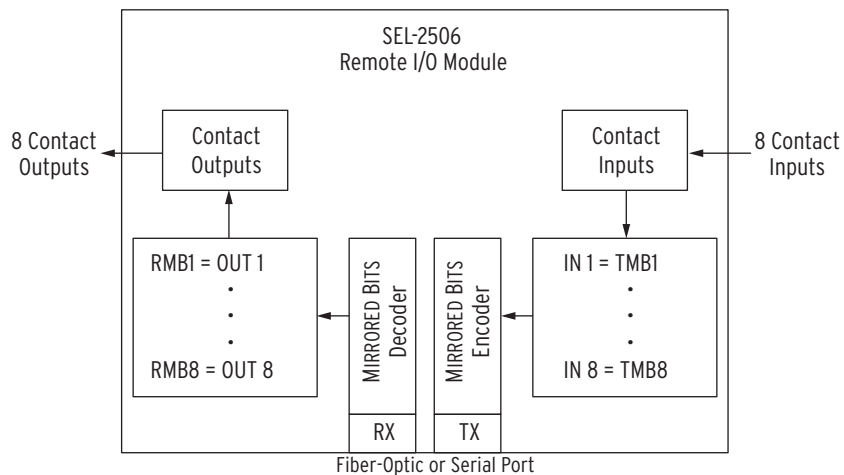 SEL-2506
Remote I/O Module
8 Contact
Outputs
Contact
Outputs
Contact
Inputs
8 Contact
Inputs
RMB1 = OUT 1
RMB8 = OUT 8
MIRRORED BITS
Decoder
MIRRORED BITS
Encoder
IN 1 = TMB1
IN 8 = TMB8
RX
TX
Fiber-Optic or Serial Port